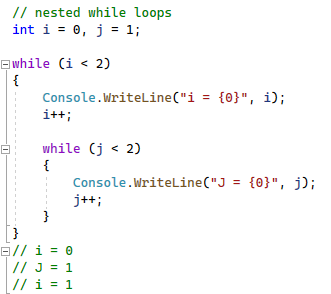 // nested while loops
int i = 0, j = 1;
while (i < 2)
{
Console.WriteLine("i = {0}", i);
i++;
while (j < 2)
{
Console.WriteLine("J = {0}", j);
j++;
}
}
// i = 0
// J = 1
// i = 1